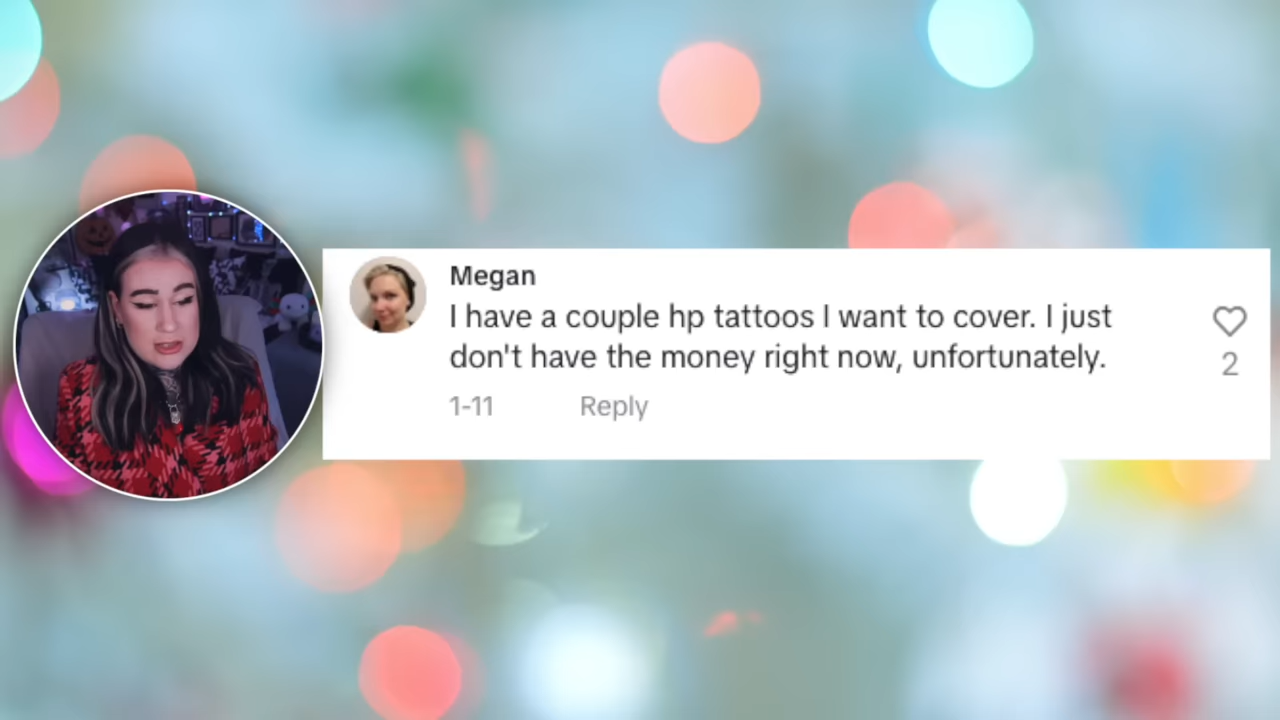 Megan
I have a couple hp tattoos I want to cover. I just
don't have the money right now, unfortunately.
1-11 Reply
2